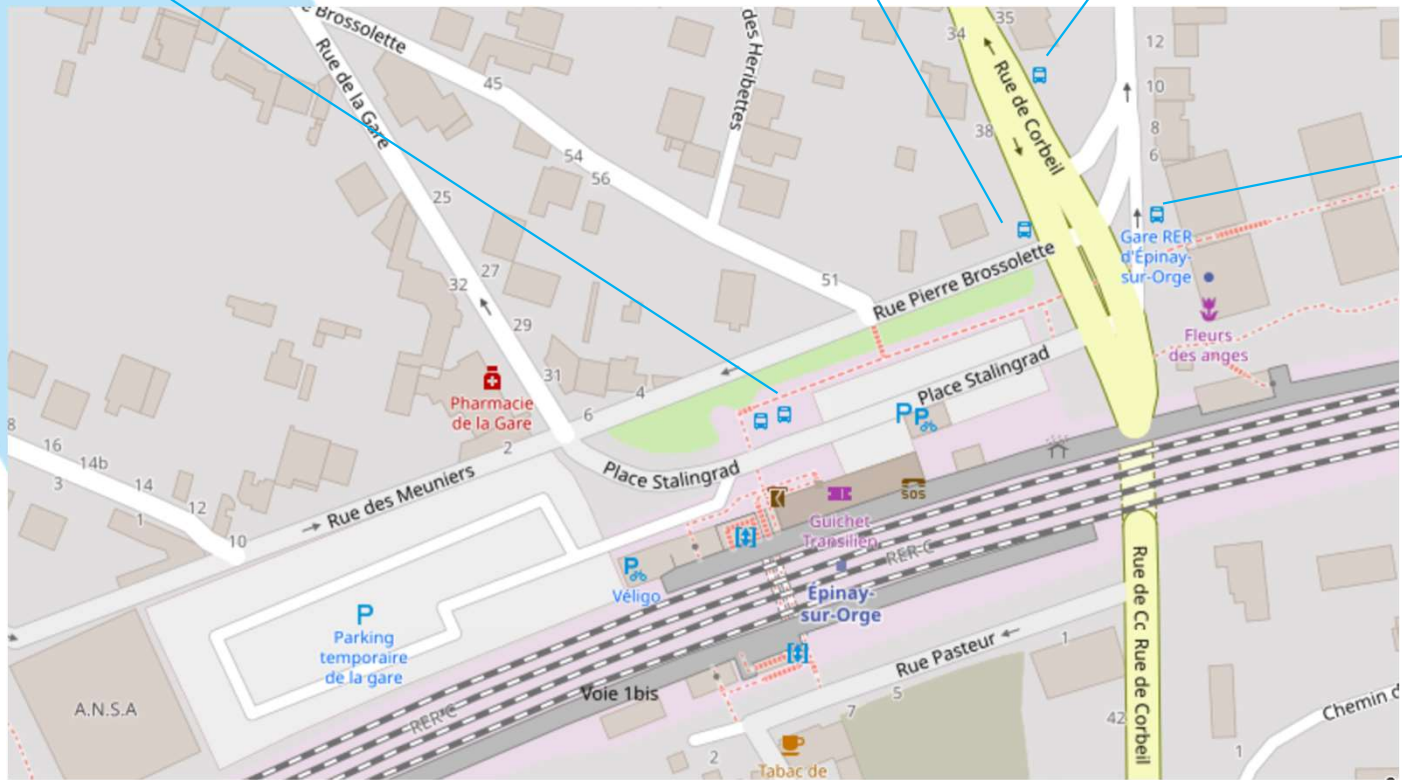 e Brossolette
Rue de la Gare
des Heribettes
35
34
Rue de Corbeil
38
12
10
8
6
45
54
56
25
27
32
29
31
51
Rue Pierre Brossolette
Gare RER
d'Épinay-
sur-Orge
Fleurs
des anges
Pharmacie
de la Gare
4
6
2
Place Stalingrad
P
P
Place Stalingrad
8
16
14b
3
14
12
1
10
Rue des Meuniers
SOS
Guichet
Transilien
RER C
P
Véligo
Épinay-
sur-Orge
P
Parking
temporaire
de la gare
A.N.S.A
RER C
Voie 1bis
Rue Pasteur
1
5
7
2
Tabac de
Rue de Cc Rue de Corbeil
42
Chemin d
1